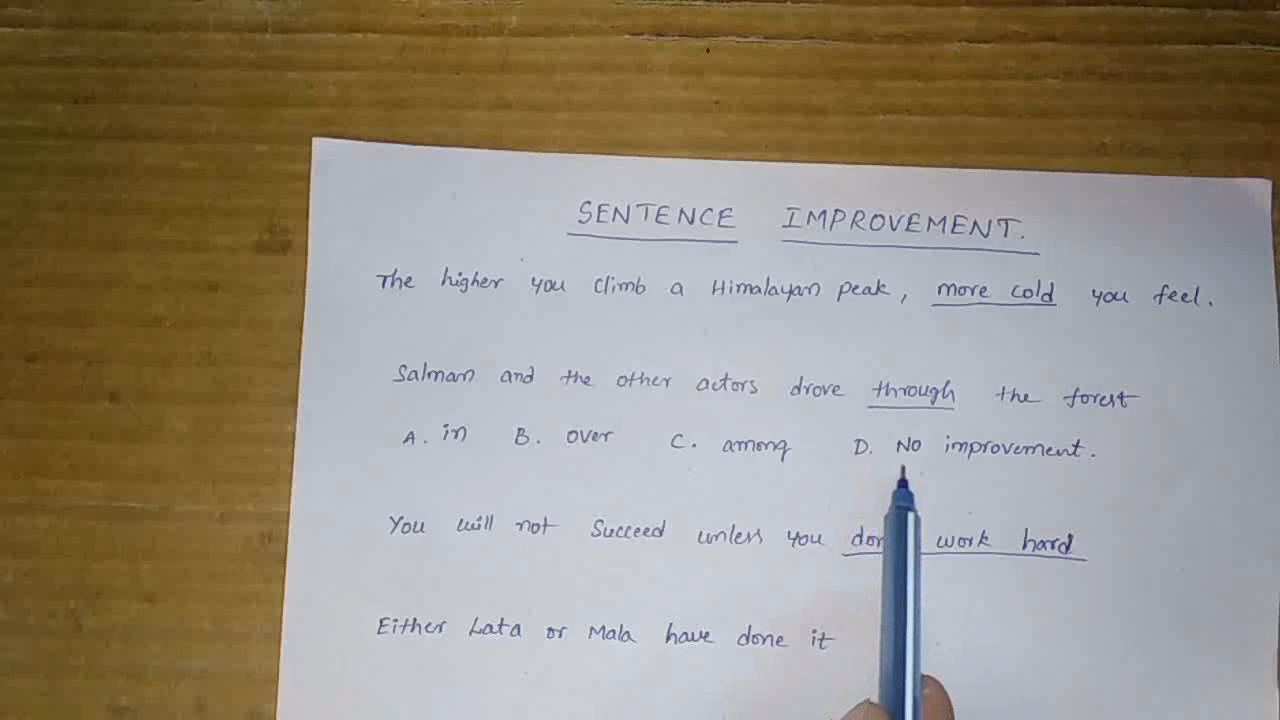 SENTENCE IMPROVEMENT.
The higher you climb a Himalayan peak, more cold you feel.
Salman and the other actors drove through the forest
A. in B. over C. among D. No improvement.
You will not succeed unless you work hard
Either Lata or Mala have done it